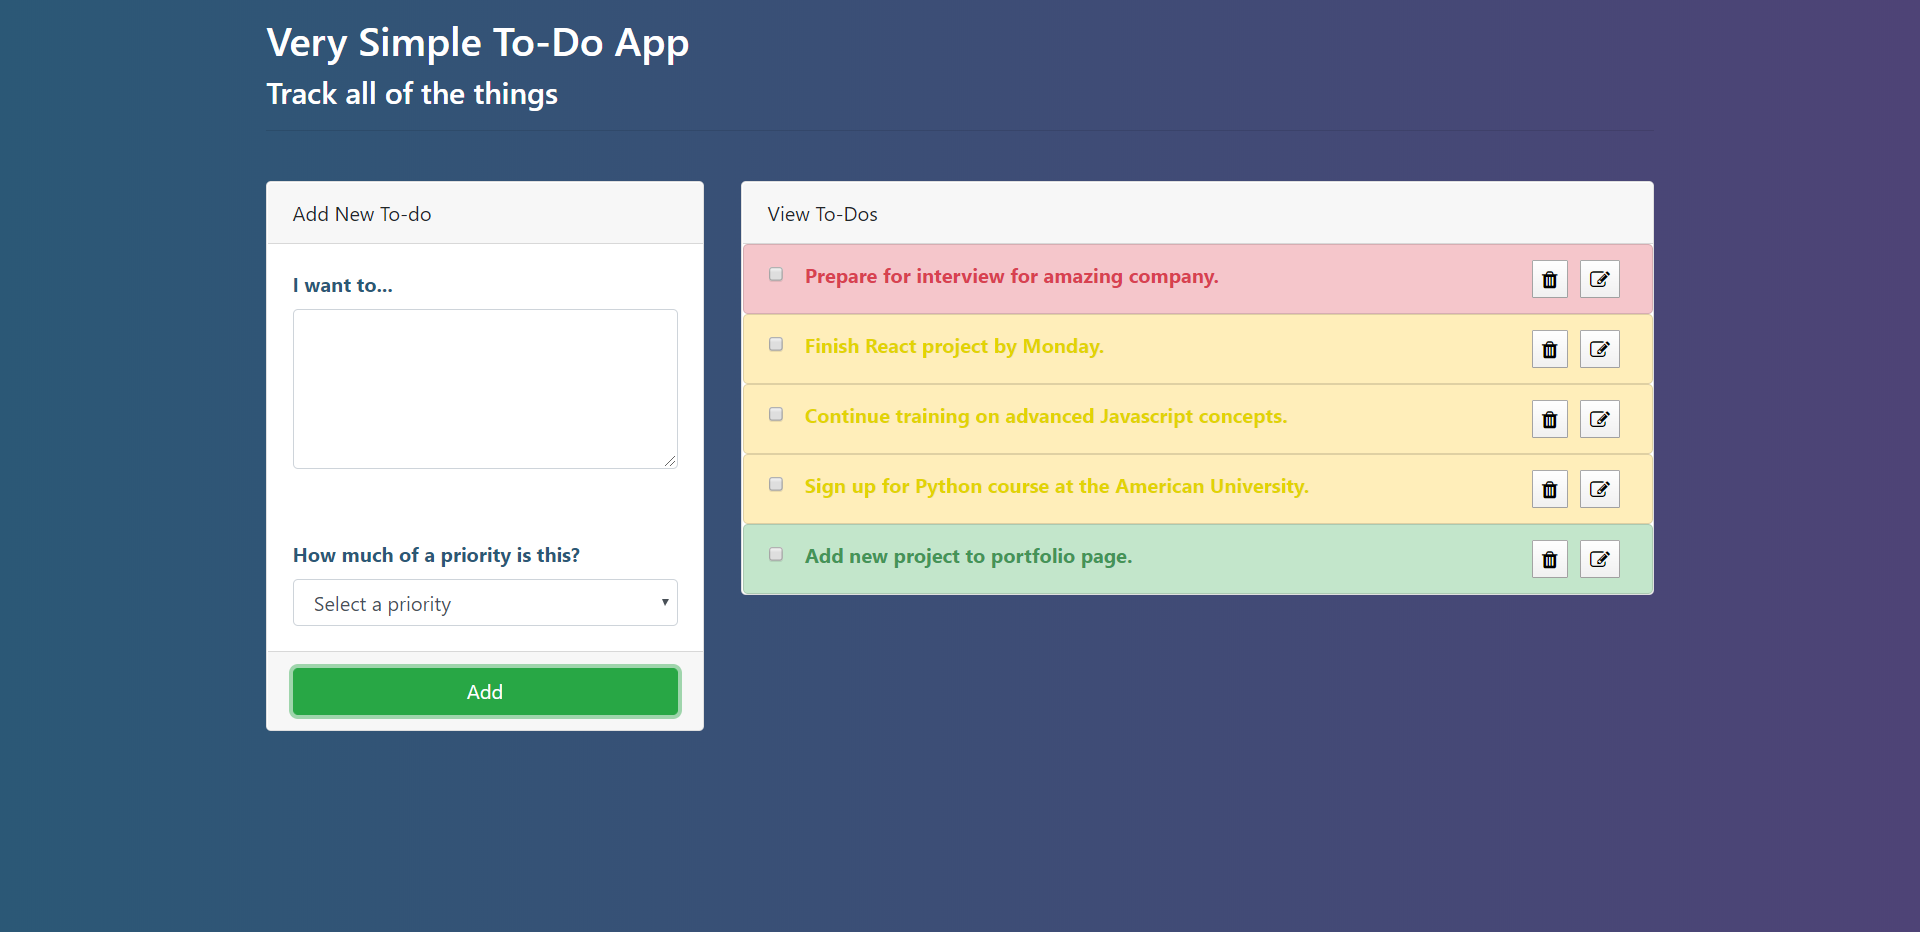 Very Simple To-Do App
Track all of the things
Add New To-do
I want to...
How much of a priority is this?
Select a priority
Add
View To-Dos
Prepare for interview for amazing company.
Finish React project by Monday.
Continue training on advanced Javascript concepts.
Sign up for Python course at the American University.
Add new project to portfolio page.